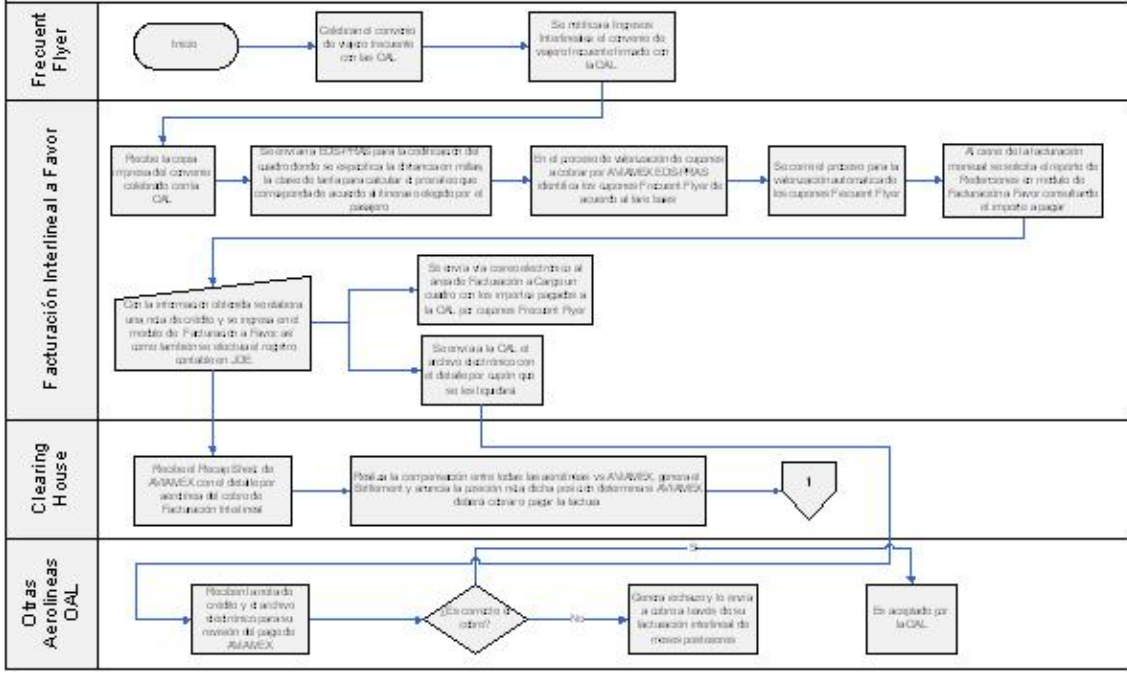 Frecuent
Flyer
Inicio
Celebran el convenio
de viajero frecuente
con las OAL
Se notifica a Ingresos
Interlineales el convenio de
viajero frecuente firmado con
la OAL
Facturación Interlineal a Favor
Recibe la copia
impresa del convenio
celebrado con la
OAL
Se envían a EDS-PRAS para la codificación del
cuadro donde se especifica la distancia en millas,
la clase de tarifa para calcular el prorrateo que
corresponda de acuerdo al itinerario elegido por el
pasajero
En el proceso de valorización de cupones
a cobrar por AVIAMEX EDS-PRAS
identifica los cupones Frecuent Flyer de
acuerdo al fare bases
Se corre el proceso para la
valorización automatica de
los cupones Frecuent Flyer
Al cierre de la facturación
mensual se solicita el reporte de
en modulo de
Facturación a Favor consultando
el importe a pagar
Con la información obtenida se elabora
una nota de crédito y se ingresa en el
módulo de Facturación a Favor, así
como también se efectua el registro
contable en JDE
Se envía vía correo electrónico al
área de Facturación a Cargo un
cuadro con los importes pagados a
la OAL por cupones Frecuent Flyer
Se envia a la OAL el
archivo electrónico con
el detalle por cupón que
se les liquidará
Clearing
House
Recibe el Recap Sheet de
AVIAMEX con el detalle por
aerolínea del cobro de
Facturación Interlineal
Realiza la compensación entre todas las aerolíneas vs AVIAMEX, genera el
Settlement y anuncia la posición neta, dicha posición determina si AVIAMEX
deberá cobrar o pagar la factura
1
Otras
Aerolineas
OAL
Reciben la nota de
crédito y el archivo
electrónico para su
revisión del pago de
AVIAMEX
¿Es correcto el
cobro?
Si
No
Genera rechazo y lo envía
a cobro a través de su
facturación interlineal de
meses posteriores
Es aceptado por
la OAL